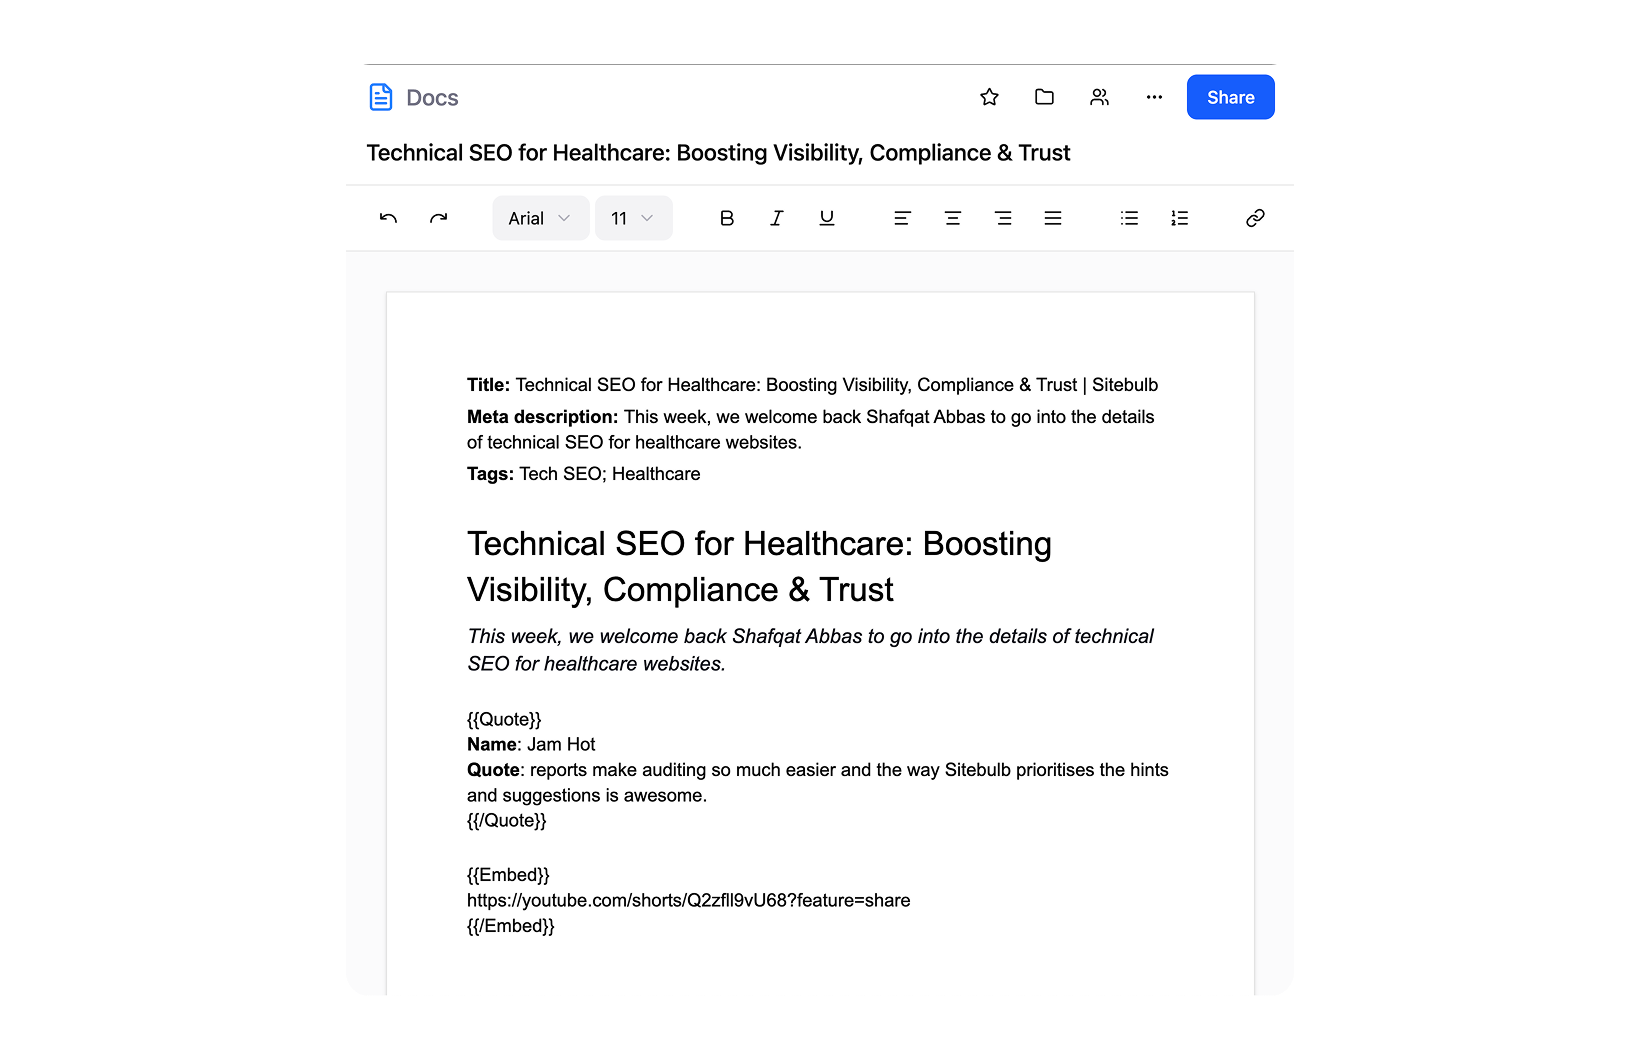 Docs
Share
Technical SEO for Healthcare: Boosting Visibility, Compliance & Trust
Arial
11
Title: Technical SEO for Healthcare: Boosting Visibility, Compliance & Trust | Sitebulb
Meta description: This week, we welcome back Shafqat Abbas to go into the details
of technical SEO for healthcare websites.
Tags: Tech SEO; Healthcare
Technical SEO for Healthcare: Boosting
Visibility, Compliance & Trust
This week, we welcome back Shafqat Abbas to go into the details of technical
SEO for healthcare websites.
{{Quote}}
Name: Jam Hot
Quote: reports make auditing so much easier and the way Sitebulb prioritises the hints
and suggestions is awesome.
{{/Quote}}
{{Embed}}
https://youtube.com/shorts/Q2zfll9vU68?feature=share
{{/Embed}}